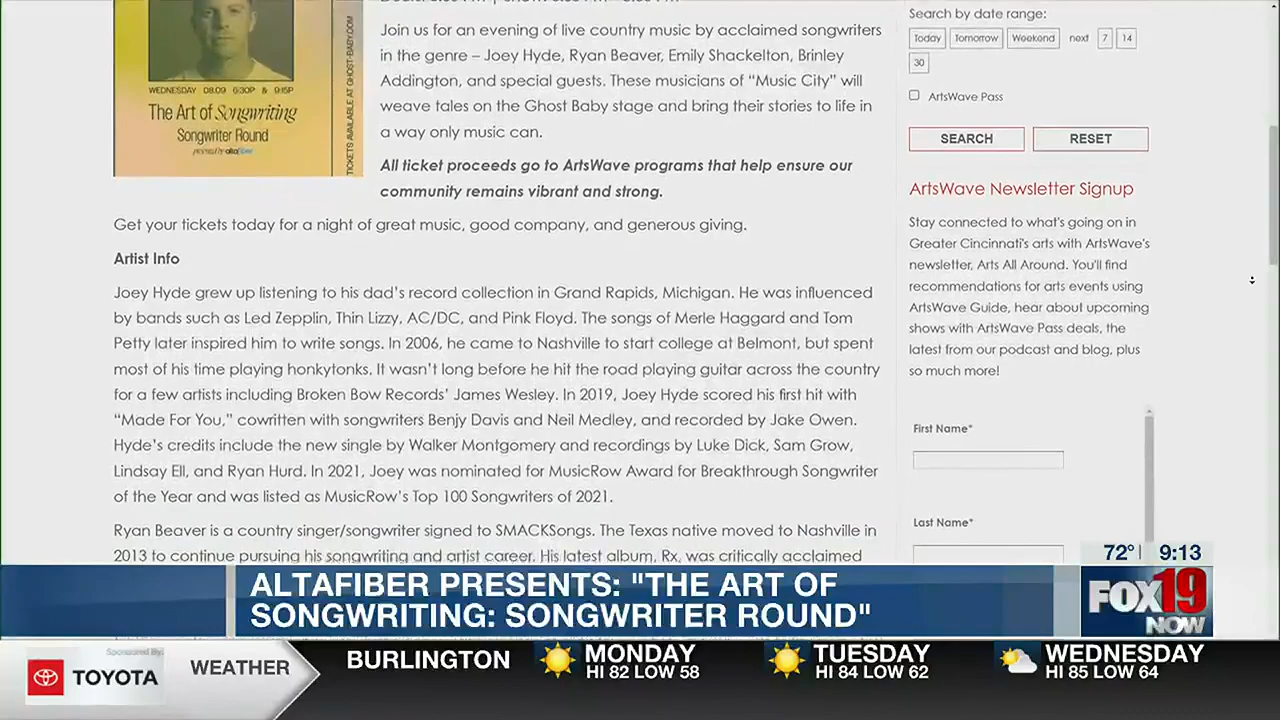 Join us for an evening of live country music by acclaimed songwriters
in the genre – Joey Hyde, Ryan Beaver, Emily Shackelton, Brinley
Addington, and special guests. These musicians of “Music City” will
weave tales on the Ghost Baby stage and bring their stories to life in
a way only music can.
All ticket proceeds go to ArtsWave programs that help ensure our
community remains vibrant and strong.
WEDNESDAY 08.09 6:30P & 9:15P
The Art of Songwriting
Songwriter Round
presented by altafiber
TICKETS AVAILABLE AT GHOST-BABY.COM
Get your tickets today for a night of great music, good company, and generous giving.
Artist Info
Joey Hyde grew up listening to his dad’s record collection in Grand Rapids, Michigan. He was influenced
by bands such as Led Zepplin, Thin Lizzy, AC/DC, and Pink Floyd. The songs of Merle Haggard and Tom
Petty later inspired him to write songs. In 2006, he came to Nashville to start college at Belmont, but spent
most of his time playing honkytonks. It wasn’t long before he hit the road playing guitar across the country
for a few artists including Broken Bow Records’ James Wesley. In 2019, Joey Hyde scored his first hit with
“Made For You,” cowritten with songwriters Benjy Davis and Neil Medley, and recorded by Jake Owen.
Hyde’s credits include the new single by Walker Montgomery and recordings by Luke Dick, Sam Grow,
Lindsay Ell, and Ryan Hurd. In 2021, Joey was nominated for MusicRow Award for Breakthrough Songwriter
of the Year and was listed as MusicRow’s Top 100 Songwriters of 2021.
Ryan Beaver is a country singer/songwriter signed to SMACKSongs. The Texas native moved to Nashville in
2013 to continue pursuing his songwriting and artist career. His latest album, Rx, was critically acclaimed
Search by date range:
Today Tomorrow Weekend next 7 14
30
ArtsWave Pass
SEARCH RESET
ArtsWave Newsletter Signup
Stay connected to what's going on in
Greater Cincinnati's arts with ArtsWave's
newsletter, Arts All Around. You'll find
recommendations for arts events using
ArtsWave Guide, hear about upcoming
shows with ArtsWave Pass deals, the
latest from our podcast and blog, plus
so much more!
First Name*
Last Name*
72° 9:13
FOX19
NOW
ALTAFIBER PRESENTS: "THE ART OF
SONGWRITING: SONGWRITER ROUND"
Sponsored By:
TOYOTA
WEATHER
BURLINGTON
MONDAY
HI 82 LOW 58
TUESDAY
HI 84 LOW 62
WEDNESDAY
HI 85 LOW 64